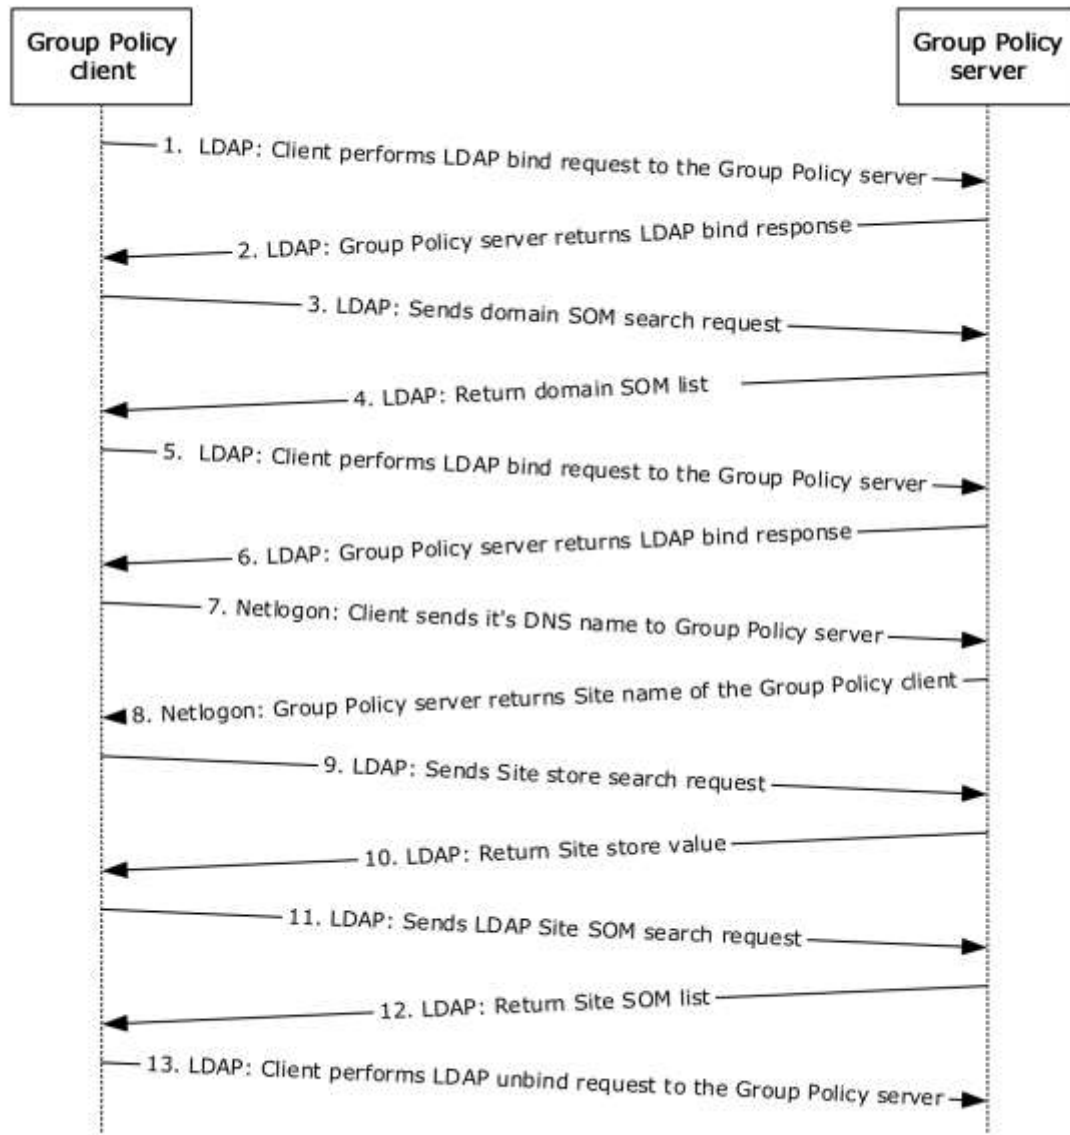 Group Policy
client
Group Policy
server
1. LDAP: Client performs LDAP bind request to the Group Policy server
2. LDAP: Group Policy server returns LDAP bind response
3. LDAP: Sends domain SOM search request
4. LDAP: Return domain SOM list
5. LDAP: Client performs LDAP bind request to the Group Policy server
6. LDAP: Group Policy server returns LDAP bind response
7. Netlogon: Client sends it's DNS name to Group Policy server
8. Netlogon: Group Policy server returns Site name of the Group Policy client
9. LDAP: Sends Site store search request
10. LDAP: Return Site store value
11. LDAP: Sends LDAP Site SOM search request
12. LDAP: Return Site SOM list
13. LDAP: Client performs LDAP unbind request to the Group Policy server